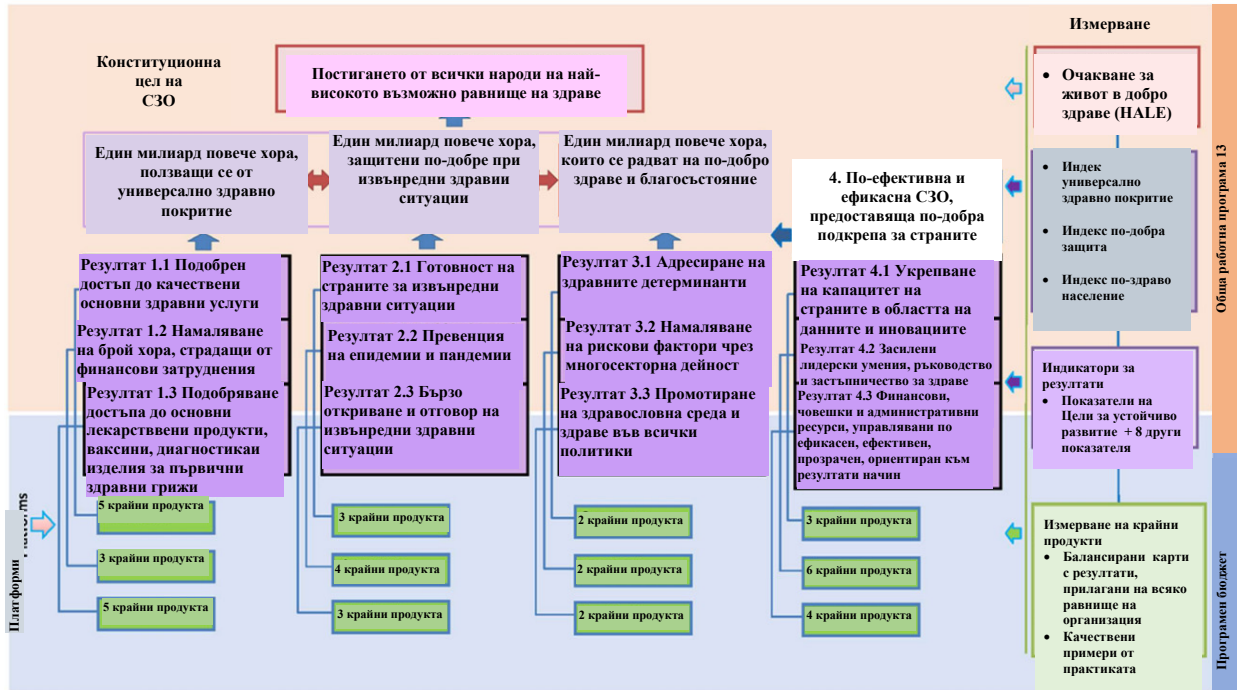 Измерване
Конституционна
цел на
СЗО
Постигането от всички народи на най-
високото възможно равнище на здраве
• Очакване за
живот в добро
здраве (HALE)
Един милиард повече хора,
ползващи се от
универсално здравно
покритие
Един милиард повече хора,
защитени по-добре при
извънредни здравни
ситуации
Един милиард повече хора,
които се радват на по-добро
здраве и благосъстояние
4. По-ефективна и
ефикасна СЗО,
предоставяща по-добра
подкрепа за страните
• Индек
универсално
здравно покритие
• Индекс по-добра
защита
• Индекс по-здраво
население
Резултат 1.1 Подобрен
достъп до качествени
основни здравни услуги
Резултат 1.2 Намаляване
на брой хора, страдащи от
финансови затруднения
Резултат 1.3 Подобряване
достъпа до основни
лекарстввени продукти,
ваксини, диагностикаи
изделия за първични
здравни грижи
Резултат 2.1 Готовност на
страните за извънредни
здравни ситуации
Резултат 2.2 Превенция
на епидемии и пандемии
Резултат 2.3 Бързо
откриване и отговор на
извънредни здравни
ситуации
Резултат 3.1 Адресиране на
здравните детерминанти
Резултат 3.2 Намаляване
на рискови фактори чрез
многосекторна дейност
Резултат 3.3 Промотиране
на здравословна среда и
здраве във всички
политики
Резултат 4.1 Укрепване
на капацитет на
страните в областта на
данните и иновациите
Резултат 4.2 Засилени
лидерски умения, ръководство
и застъпничество за здраве
Резултат 4.3 Финансови,
човешки и административни
ресурси, управлявани по
ефикасен, ефективен,
прозрачен, ориентиран към
резултати начин
Индикатори за
резултати
• Показатели на
Цели за устойчиво
развитие + 8 други
показателя
5 крайни продукта
3 крайни продукта
5 крайни продукта
3 крайни продукта
4 крайни продукта
3 крайни продукта
2 крайни продукта
2 крайни продукта
2 крайни продукта
3 крайни продукта
6 крайни продукта
4 крайни продукта
Измерване на крайни
продукти
• Балансирани карти
с резултати,
прилагани на всяко
равнище на
организация
• Качествени
примери от
практиката
Платформи
Обща работна програма 13
Програмен бюджет